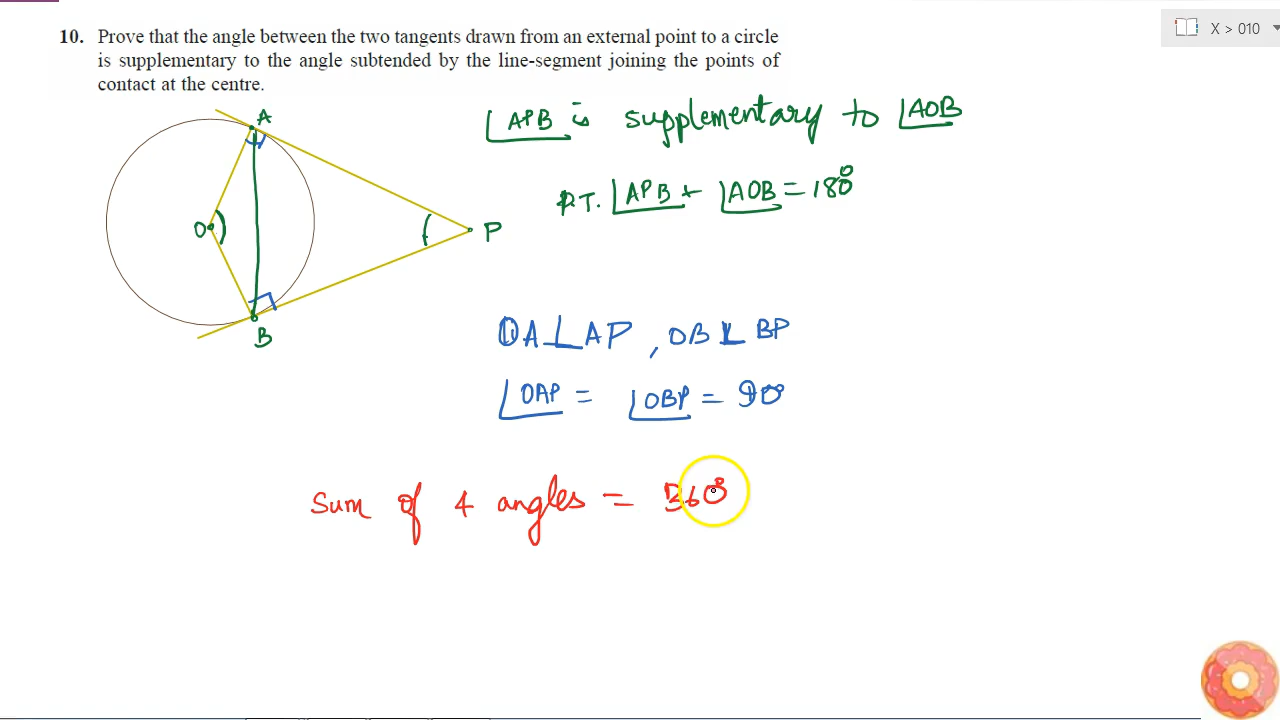 X > 010
10. Prove that the angle between the two tangents drawn from an external point to a circle
is supplementary to the angle subtended by the line-segment joining the points of
contact at the centre.
A
∠APB is supplementary to ∠AOB
P.T. ∠APB + ∠AOB = 180°
O
P
B
OA⊥AP, OB⊥BP
∠OAP = ∠OBP = 90°
Sum of 4 angles = 360°